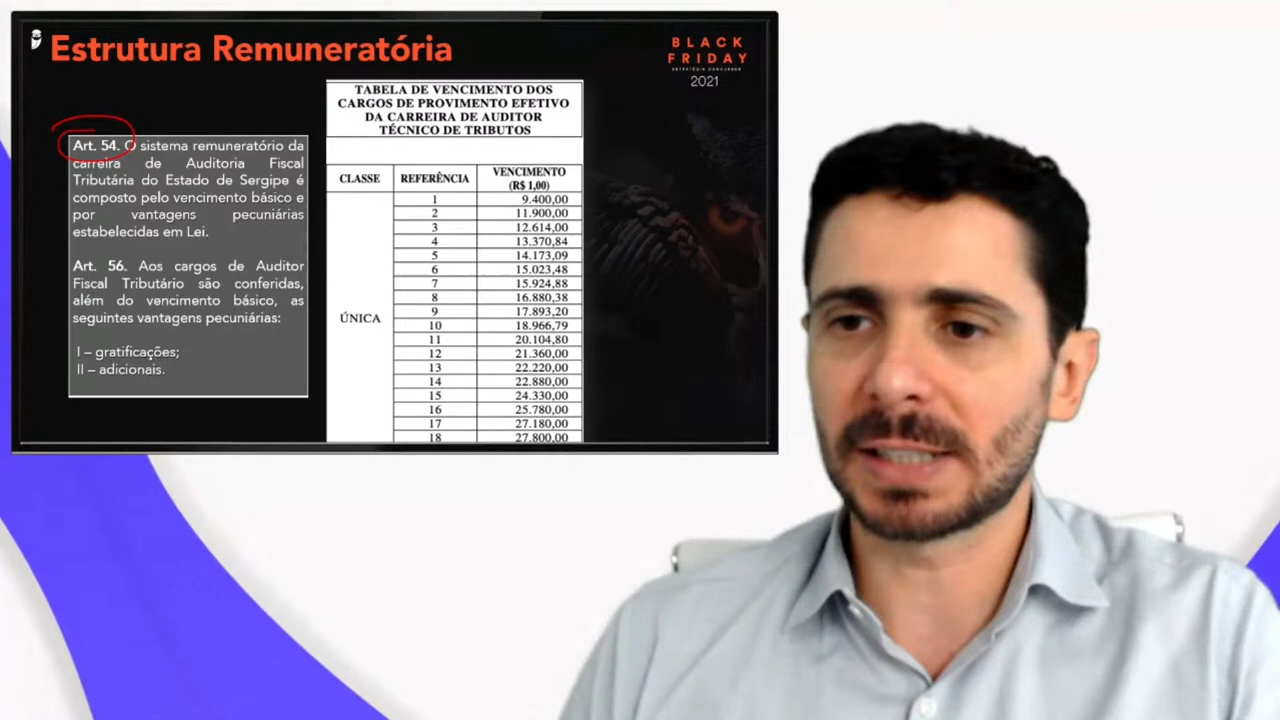 Estrutura Remuneratória
BLACK
FRIDAY
ESTRATÉGIA CONCURSOS
2021
Art. 54. O sistema remuneratório da
carreira de Auditoria Fiscal
Tributária do Estado de Sergipe é
composto pelo vencimento básico e
por vantagens pecuniárias
estabelecidas em Lei.
Art. 56. Aos cargos de Auditor
Fiscal Tributário são conferidas,
além do vencimento básico, as
seguintes vantagens pecuniárias:
I – gratificações;
II – adicionais.
TABELA DE VENCIMENTO DOS
CARGOS DE PROVIMENTO EFETIVO
DA CARREIRA DE AUDITOR
TÉCNICO DE TRIBUTOS
CLASSE REFERÊNCIA VENCIMENTO
(R$ 1,00)
1 9.400,00
2 11.900,00
3 12.614,00
4 13.370,84
5 14.173,09
6 15.023,48
7 15.924,88
8 16.880,38
9 17.893,20
ÚNICA
10 18.966,79
11 20.104,80
12 21.360,00
13 22.220,00
14 22.880,00
15 24.330,00
16 25.780,00
17 27.180,00
18 27.800,00